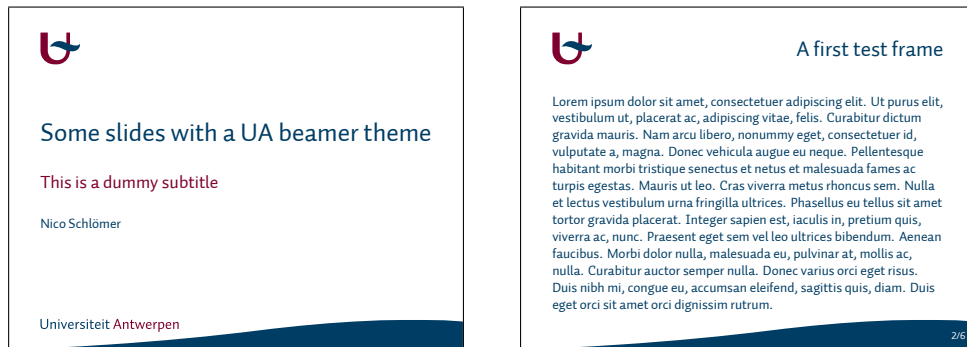 Some slides with a UA beamer theme
This is a dummy subtitle
Nico Schlömer
Universiteit Antwerpen
A first test frame
Lorem ipsum dolor sit amet, consectetuer adipiscing elit. Ut purus elit,
vestibulum ut, placerat ac, adipiscing vitae, felis. Curabitur dictum
gravida mauris. Nam arcu libero, nonummy eget, consectetuer id,
vulputate a, magna. Donec vehicula augue eu neque. Pellentesque
habitant morbi tristique senectus et netus et malesuada fames ac
turpis egestas. Mauris ut leo. Cras viverra metus rhoncus sem. Nulla
et lectus vestibulum urna fringilla ultrices. Phasellus eu tellus sit amet
tortor gravida placerat. Integer sapien est, iaculis in, pretium quis,
viverra ac, nunc. Praesent eget sem vel leo ultrices bibendum. Aenean
faucibus. Morbi dolor nulla, malesuada eu, pulvinar at, mollis ac,
nulla. Curabitur auctor semper nulla. Donec varius orci eget risus.
Duis nibh mi, congue eu, accumsan eleifend, sagittis quis, diam. Duis
eget orci sit amet orci dignissim rutrum.
2/6